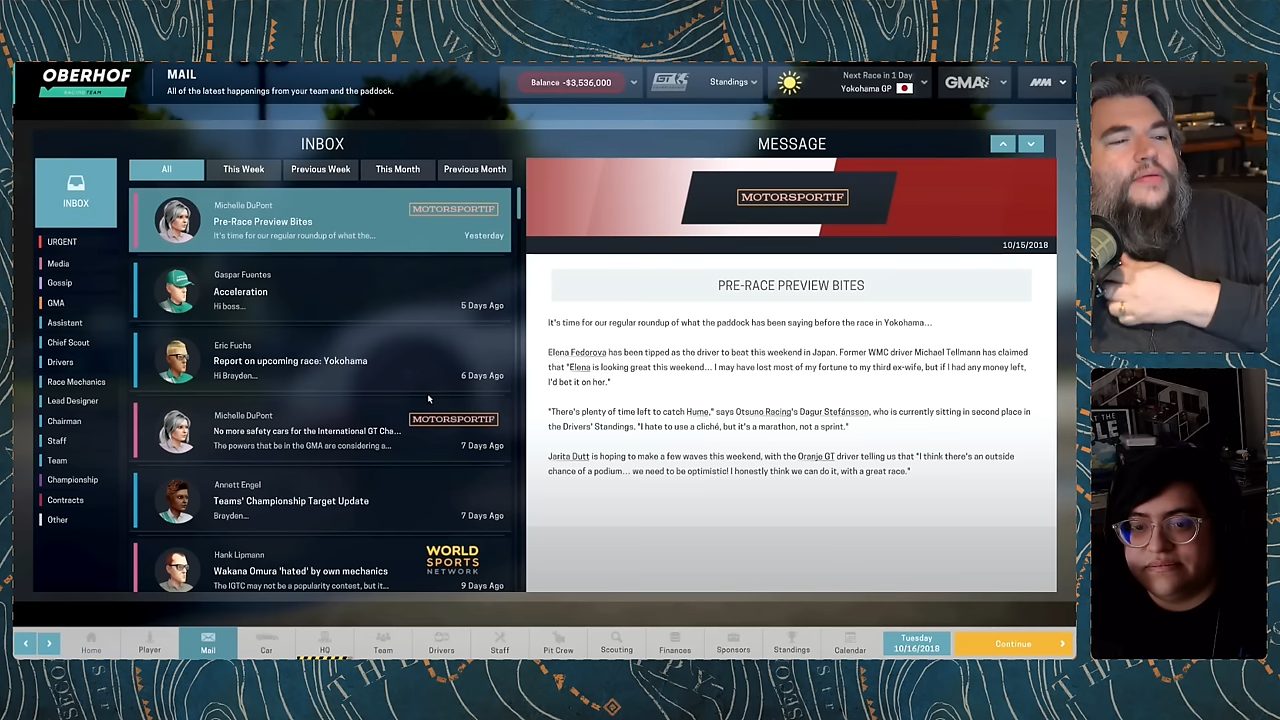 OBERHOF
RACING TEAM
MAIL
All of the latest happenings from your team and the paddock.
Balance -$3,536,000
GT
Standings
Next Race in 1 Day
Yokohama GP
GMA
INBOX
MESSAGE
INBOX
All
This Week
Previous Week
This Month
Previous Month
URGENT
Media
Gossip
GMA
Assistant
Chief Scout
Drivers
Race Mechanics
Lead Designer
Chairman
Staff
Team
Championship
Contracts
Other
Michelle DuPont
MOTORSPORTIF
Pre-Race Preview Bites
It's time for our regular roundup of what the...
Yesterday
Gaspar Fuentes
Acceleration
Hi boss...
5 Days Ago
Eric Fuchs
Report on upcoming race: Yokohama
Hi Brayden...
6 Days Ago
Michelle DuPont
MOTORSPORTIF
No more safety cars for the International GT Cha...
The powers that be in the GMA are considering a...
7 Days Ago
Annett Engel
Teams' Championship Target Update
Brayden...
7 Days Ago
Hank Lipmann
WORLD
SPORTS
NETWORK
Wakana Omura 'hated' by own mechanics
The IGTC may not be a popularity contest, but it...
9 Days Ago
MOTORSPORTIF
10/15/2018
PRE-RACE PREVIEW BITES
It's time for our regular roundup of what the paddock has been saying before the race in Yokohama...
Elena Fedorova has been tipped as the driver to beat this weekend in Japan. Former WMC driver Michael Tellmann has claimed
that "Elena is looking great this weekend... I may have lost most of my fortune to my third ex-wife, but if I had any money left,
I'd bet it on her."
"There's plenty of time left to catch Hume," says Otsuno Racing's Dagur Stefánsson, who is currently sitting in second place in
the Drivers' Standings. "I hate to use a cliché, but it's a marathon, not a sprint."
Jarita Dutt is hoping to make a few waves this weekend, with the Oranje GT driver telling us that "I think there's an outside
chance of a podium... we need to be optimistic! I honestly think we can do it, with a great race."
Home
Player
Mail
Car
HQ
Team
Drivers
Staff
Pit Crew
Scouting
Finances
Sponsors
Standings
Calendar
Tuesday
10/16/2018
Continue